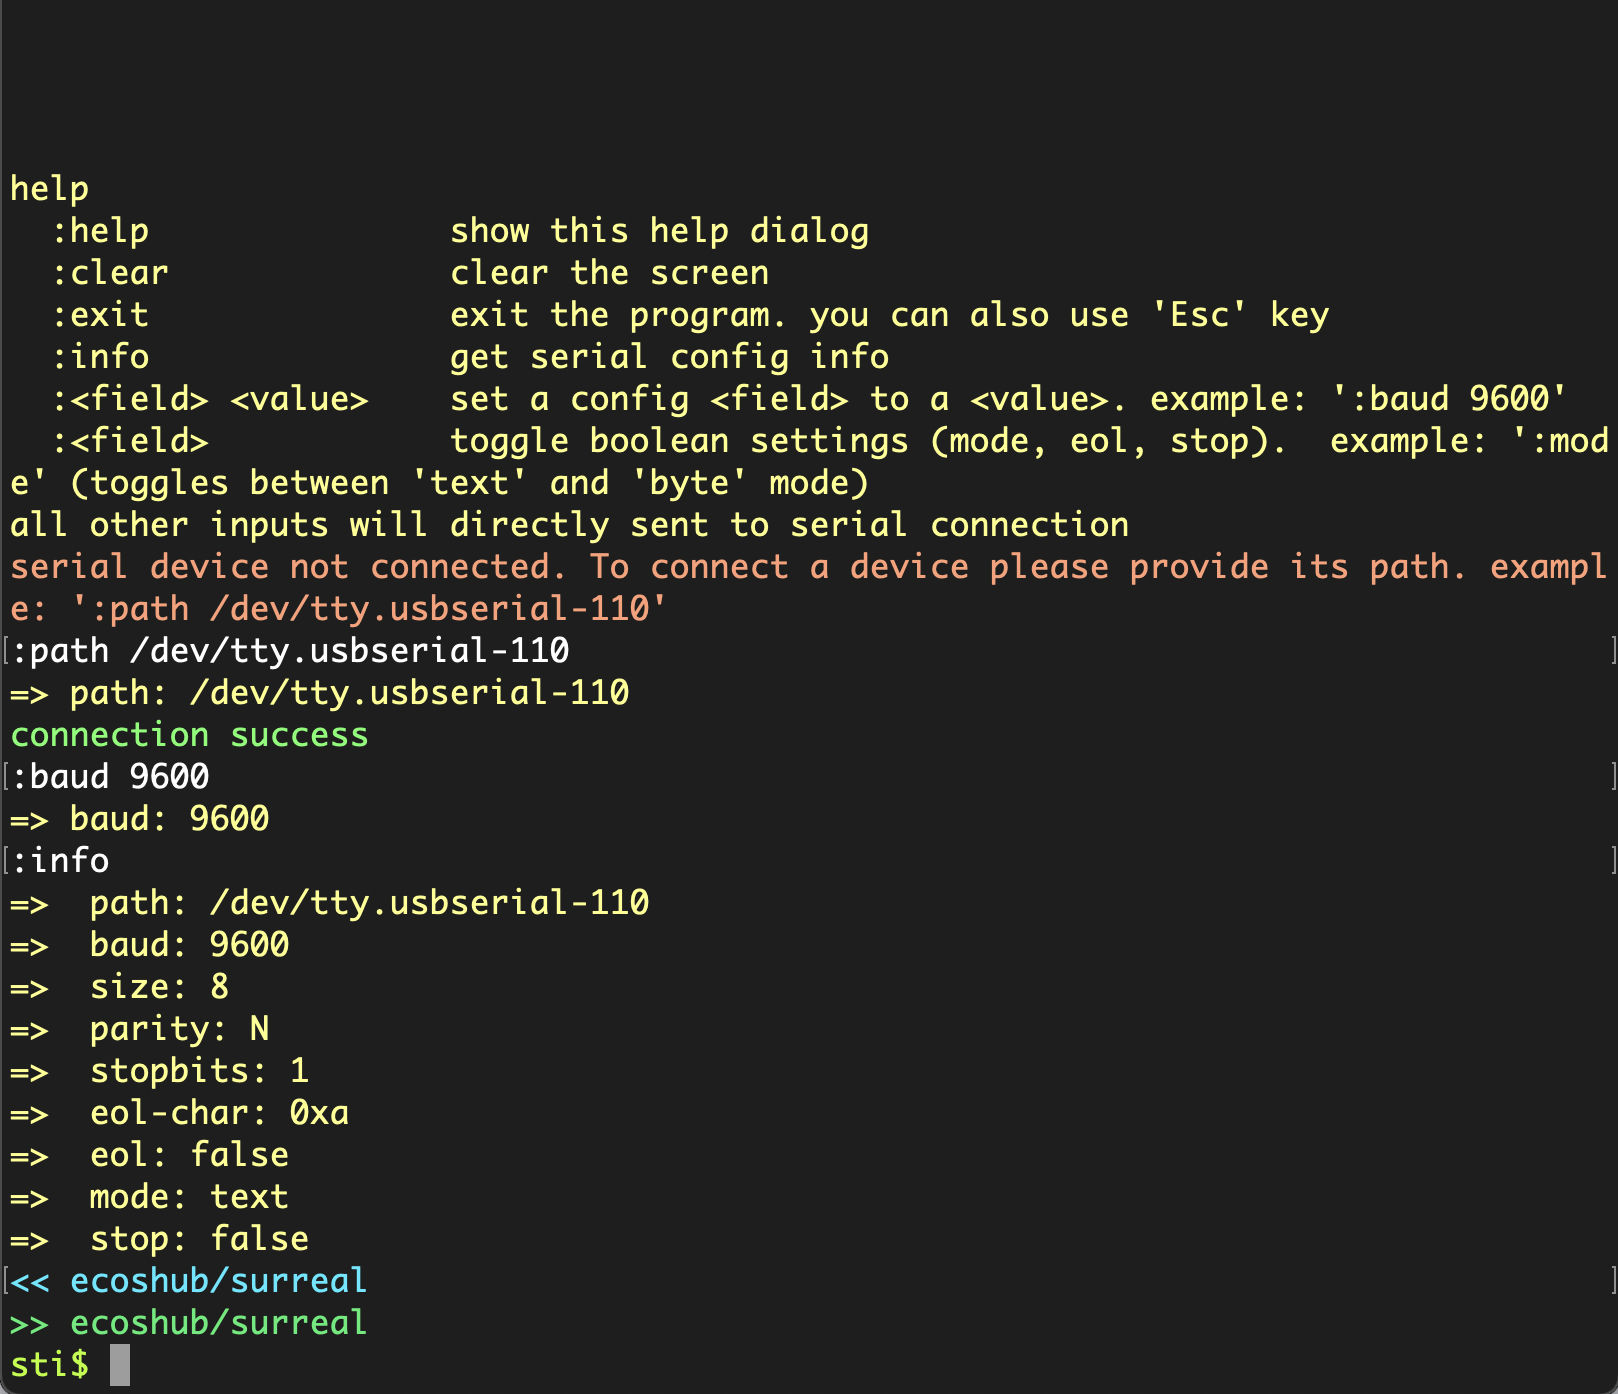 help
  :help               show this help dialog
  :clear              clear the screen
  :exit               exit the program. you can also use 'Esc' key
  :info               get serial config info
  :<field> <value>    set a config <field> to a <value>. example: ':baud 9600'
  :<field>            toggle boolean settings (mode, eol, stop).  example: ':mod
e' (toggles between 'text' and 'byte' mode)
all other inputs will directly sent to serial connection
serial device not connected. To connect a device please provide its path. exampl
e: ':path /dev/tty.usbserial-110'
:path /dev/tty.usbserial-110
=> path: /dev/tty.usbserial-110
connection success
:baud 9600
=> baud: 9600
:info
=>  path: /dev/tty.usbserial-110
=>  baud: 9600
=>  size: 8
=>  parity: N
=>  stopbits: 1
=>  eol-char: 0xa
=>  eol: false
=>  mode: text
=>  stop: false
<< ecoshub/surreal
>> ecoshub/surreal
sti$